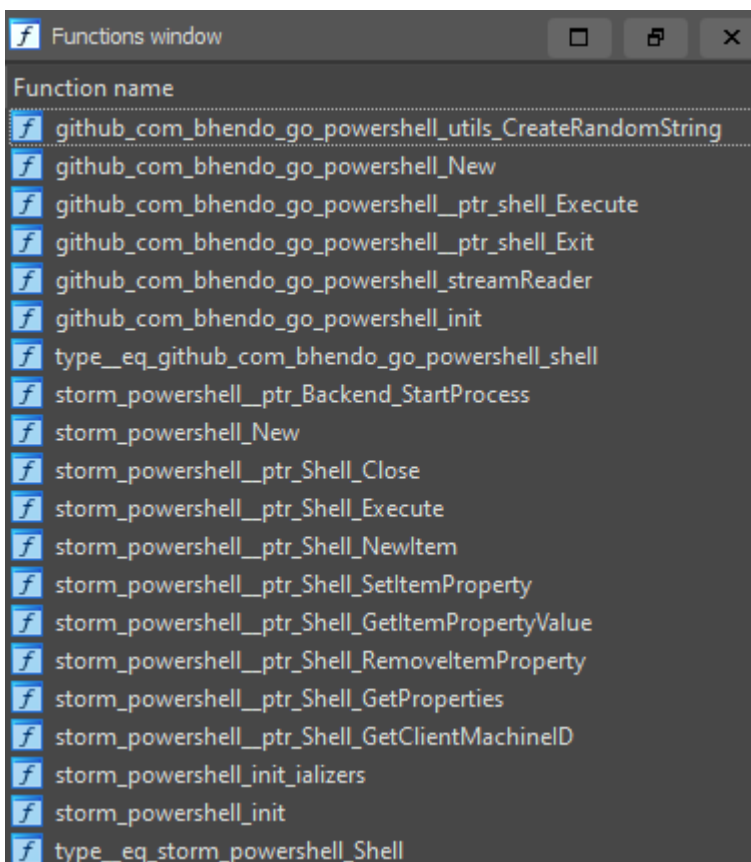 Functions window
Function name
f github_com_bhendo_go_powershell_utils_CreateRandomString
f github_com_bhendo_go_powershell_New
f github_com_bhendo_go_powershell__ptr_shell_Execute
f github_com_bhendo_go_powershell__ptr_shell_Exit
f github_com_bhendo_go_powershell_streamReader
f github_com_bhendo_go_powershell_init
f type__eq_github_com_bhendo_go_powershell_shell
f storm_powershell__ptr_Backend_StartProcess
f storm_powershell_New
f storm_powershell__ptr_Shell_Close
f storm_powershell__ptr_Shell_Execute
f storm_powershell__ptr_Shell_NewItem
f storm_powershell__ptr_Shell_SetItemProperty
f storm_powershell__ptr_Shell_GetItemPropertyValue
f storm_powershell__ptr_Shell_RemoveItemProperty
f storm_powershell__ptr_Shell_GetProperties
f storm_powershell__ptr_Shell_GetClientMachineID
f storm_powershell_init_ializers
f storm_powershell_init
f type__eq_storm_powershell_Shell